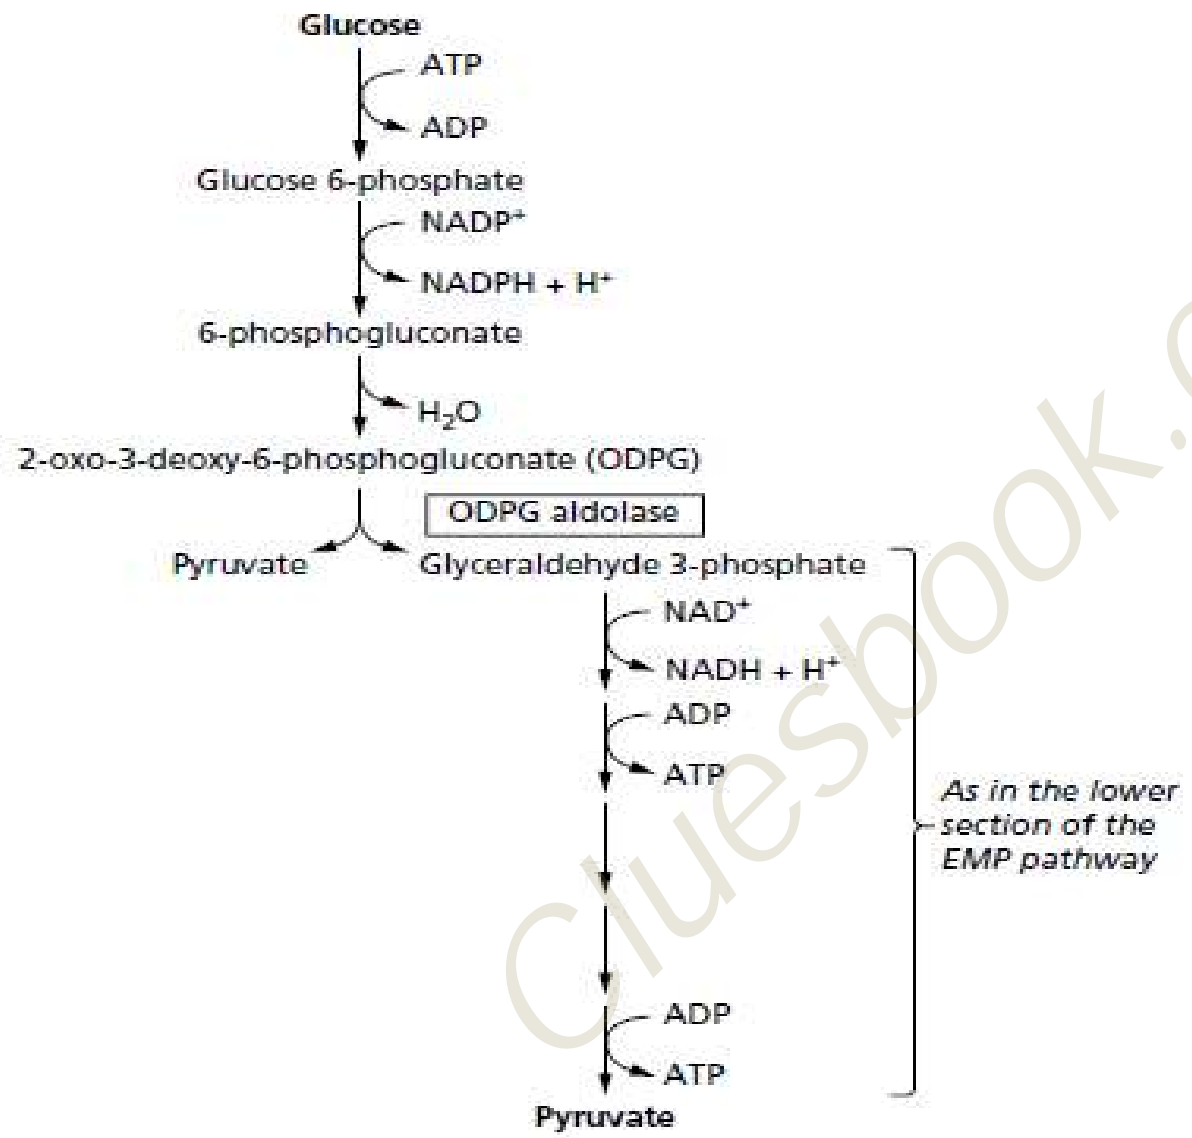 Glucose
ATP
ADP
Glucose 6-phosphate
NADP⁺
NADPH + H⁺
6-phosphogluconate
H₂O
2-oxo-3-deoxy-6-phosphogluconate (ODPG)
ODPG aldolase
Pyruvate
Glyceraldehyde 3-phosphate
NAD⁺
NADH + H⁺
ADP
ATP
As in the lower
section of the
EMP pathway
ADP
ATP
Pyruvate
Cluesbook.